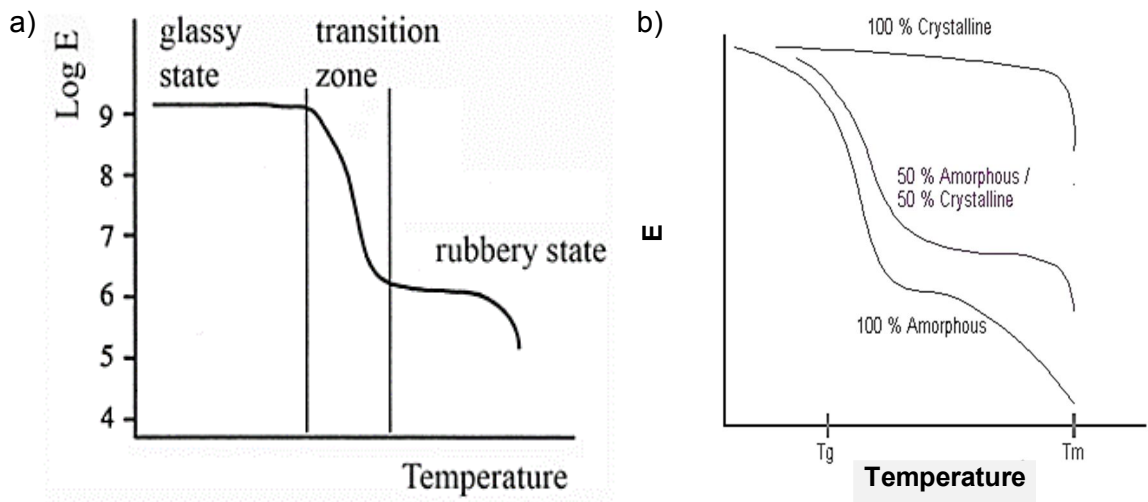 a)
glassy state
transition zone
Log E
9
8
7
6
5
4
rubbery state
Temperature
b)
100 % Crystalline
50 % Amorphous /
50 % Crystalline
E
100 % Amorphous
Tg
Tm
Temperature